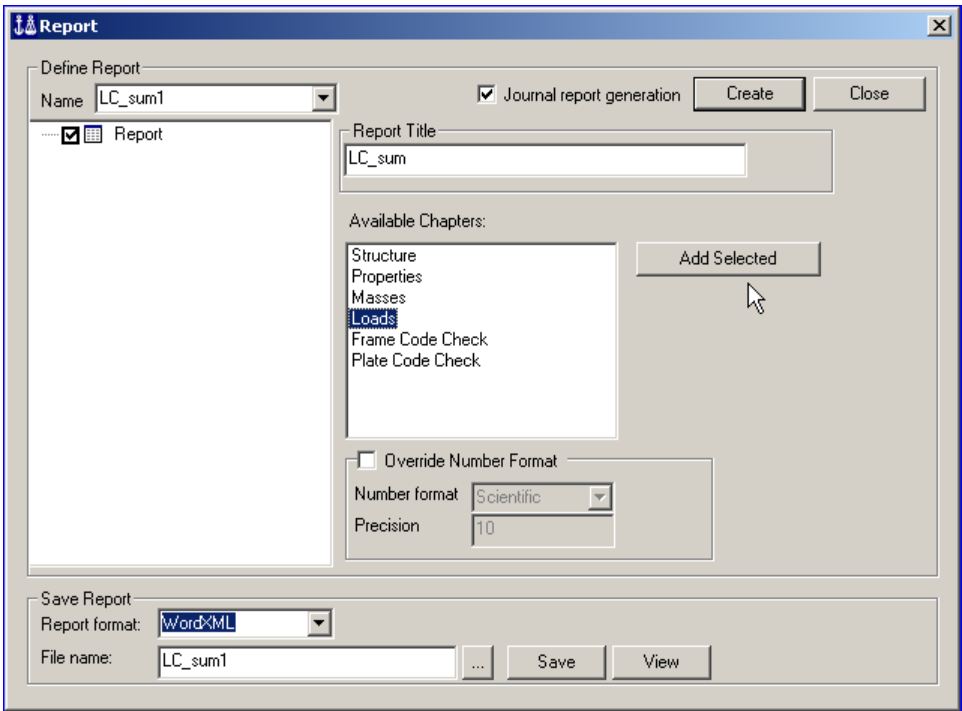 Report
Define Report
Name LC_sum1
Journal report generation
Create
Close
Report
Report Title
LC_sum
Available Chapters:
Structure
Properties
Masses
Loads
Frame Code Check
Plate Code Check
Add Selected
Override Number Format
Number format Scientific
Precision 10
Save Report
Report format: WordXML
File name: LC_sum1 ... Save View